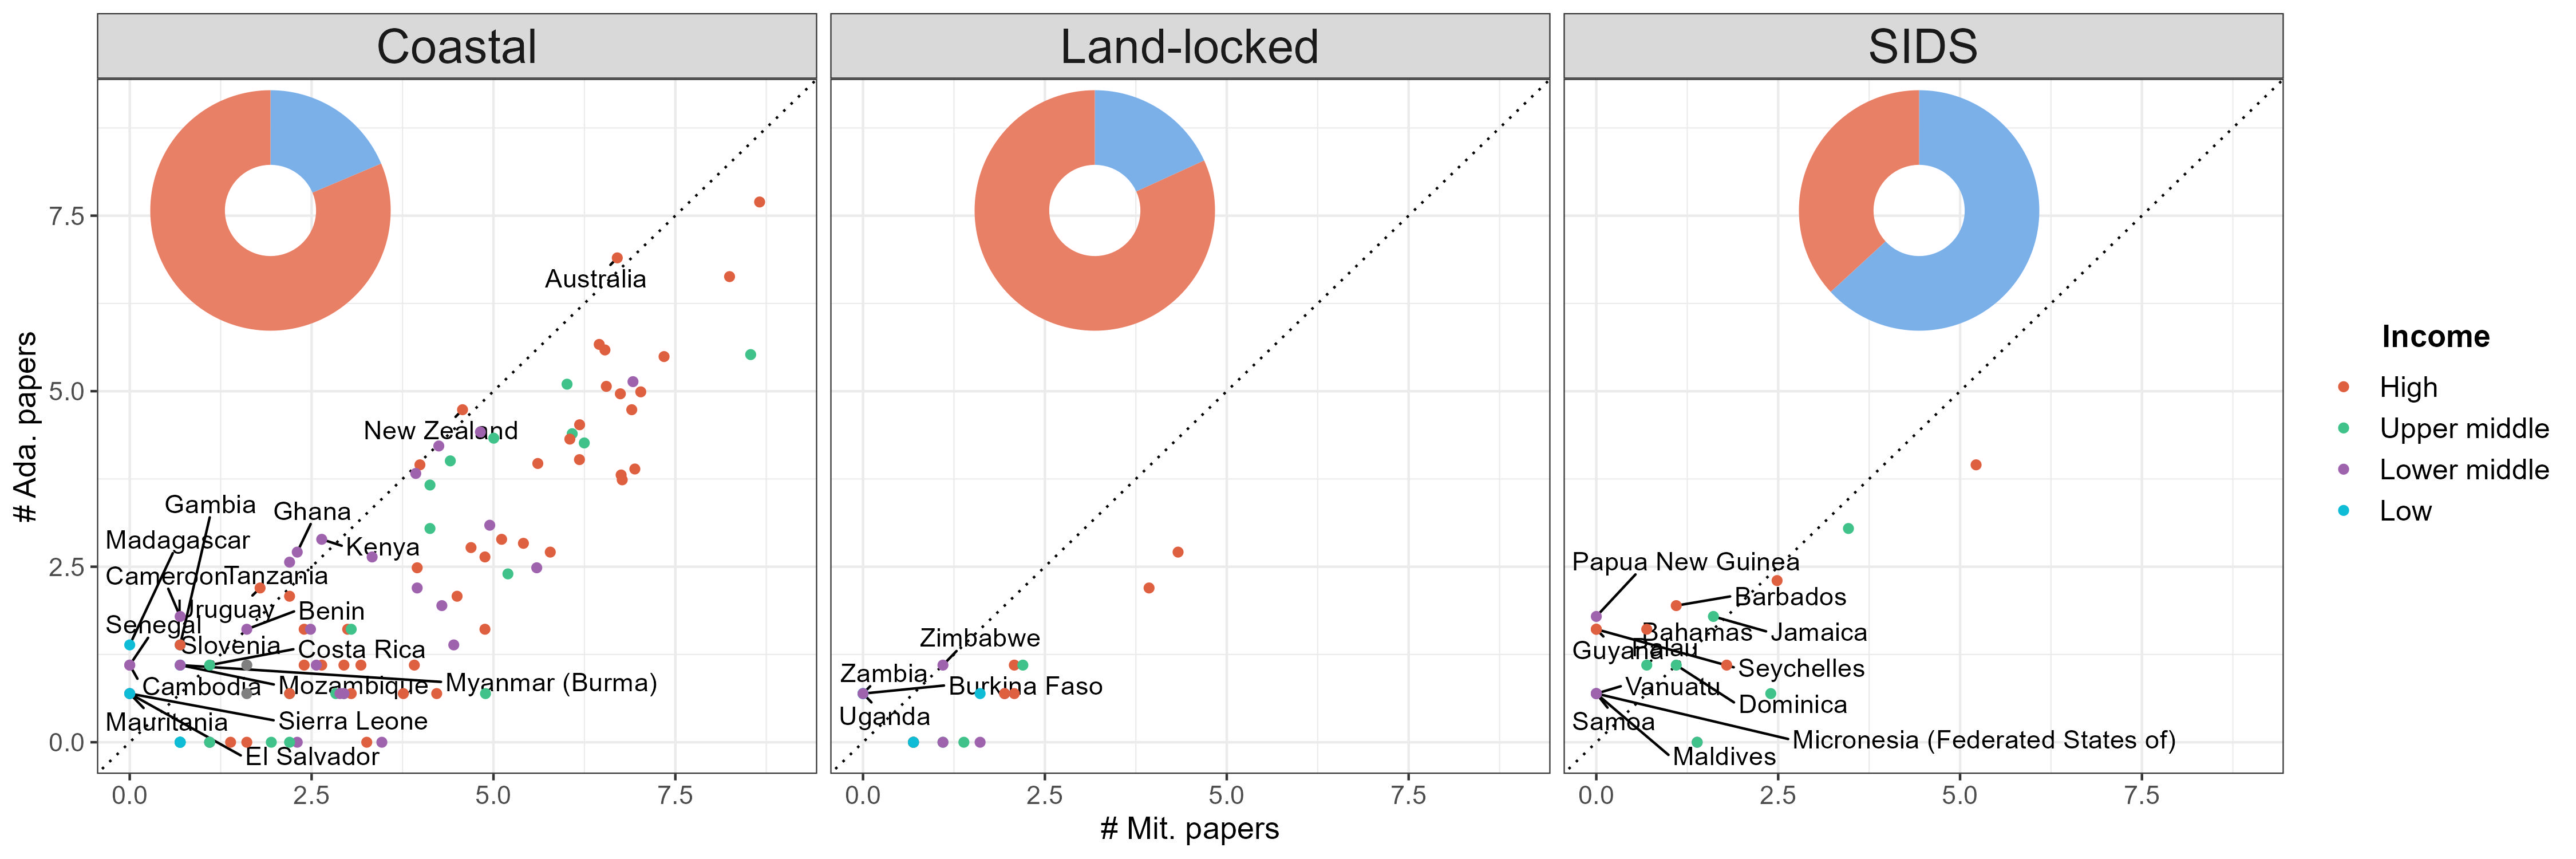 Coastal
Land-locked
SIDS
# Ada. papers
7.5
5.0
2.5
0.0
Australia
New Zealand
Gambia
Ghana
Madagascar
Kenya
Cameroon
Tanzania
Uruguay
Benin
Senegal
Slovenia
Costa Rica
Cambodia
Mozambique
Myanmar (Burma)
Mauritania
Sierra Leone
El Salvador
Zimbabwe
Zambia
Burkina Faso
Uganda
Papua New Guinea
Barbados
Bahamas
Jamaica
Guyana
Palau
Seychelles
Vanuatu
Dominica
Samoa
Micronesia (Federated States of)
Maldives
0.0 2.5 5.0 7.5
0.0 2.5 5.0 7.5
0.0 2.5 5.0 7.5
# Mit. papers
Income
High
Upper middle
Lower middle
Low